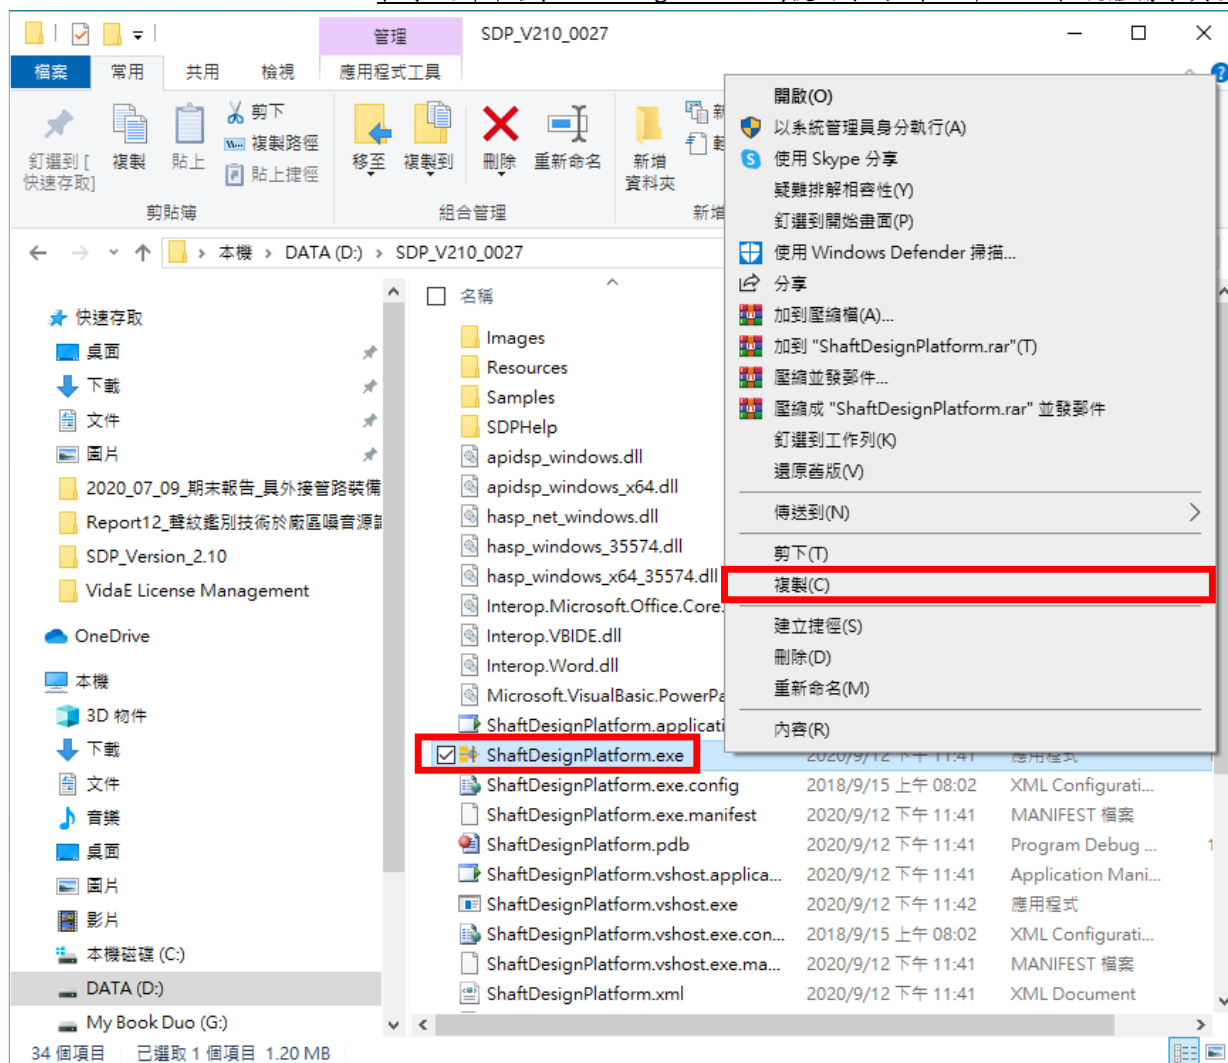 管理
SDP_V210_0027
檔案
常用
共用
檢視
應用程式工具
釘選到 [
快速存取]
複製
貼上
剪下
複製路徑
貼上捷徑
移至
複製到
刪除
重新命名
新增
資料夾
剪貼簿
組合管理
新增
本機 › DATA (D:) › SDP_V210_0027
快速存取
桌面
下載
文件
圖片
2020_07_09_期末報告_具外接管路裝備
Report12_聲紋鑑別技術於廠區噪音源
SDP_Version_2.10
VidaE License Management
OneDrive
本機
3D 物件
下載
文件
音樂
桌面
圖片
影片
本機磁碟 (C:)
DATA (D:)
My Book Duo (G:)
名稱
Images
Resources
Samples
SDPHelp
apidsp_windows.dll
apidsp_windows_x64.dll
hasp_net_windows.dll
hasp_windows_35574.dll
hasp_windows_x64_35574.dll
Interop.Microsoft.Office.Core.
Interop.VBIDE.dll
Interop.Word.dll
Microsoft.VisualBasic.PowerPa
ShaftDesignPlatform.applicati
ShaftDesignPlatform.exe 2020/9/12 下午 11:41 應用程式
ShaftDesignPlatform.exe.config 2018/9/15 上午 08:02 XML Configurati...
ShaftDesignPlatform.exe.manifest 2020/9/12 下午 11:41 MANIFEST 檔案
ShaftDesignPlatform.pdb 2020/9/12 下午 11:41 Program Debug ... 1
ShaftDesignPlatform.vshost.applica... 2020/9/12 下午 11:41 Application Mani...
ShaftDesignPlatform.vshost.exe 2020/9/12 下午 11:42 應用程式
ShaftDesignPlatform.vshost.exe.con... 2018/9/15 上午 08:02 XML Configurati...
ShaftDesignPlatform.vshost.exe.ma... 2020/9/12 下午 11:41 MANIFEST 檔案
ShaftDesignPlatform.xml 2020/9/12 下午 11:41 XML Document
開啟(O)
以系統管理員身分執行(A)
使用 Skype 分享
疑難排解相容性(Y)
釘選到開始畫面(P)
使用 Windows Defender 掃描...
分享
加到壓縮檔(A)...
加到 "ShaftDesignPlatform.rar"(T)
壓縮並發郵件...
壓縮成 "ShaftDesignPlatform.rar" 並發郵件
釘選到工作列(K)
還原舊版(V)
傳送到(N)
剪下(T)
複製(C)
建立捷徑(S)
刪除(D)
重新命名(M)
內容(R)
34 個項目
已選取 1 個項目 1.20 MB